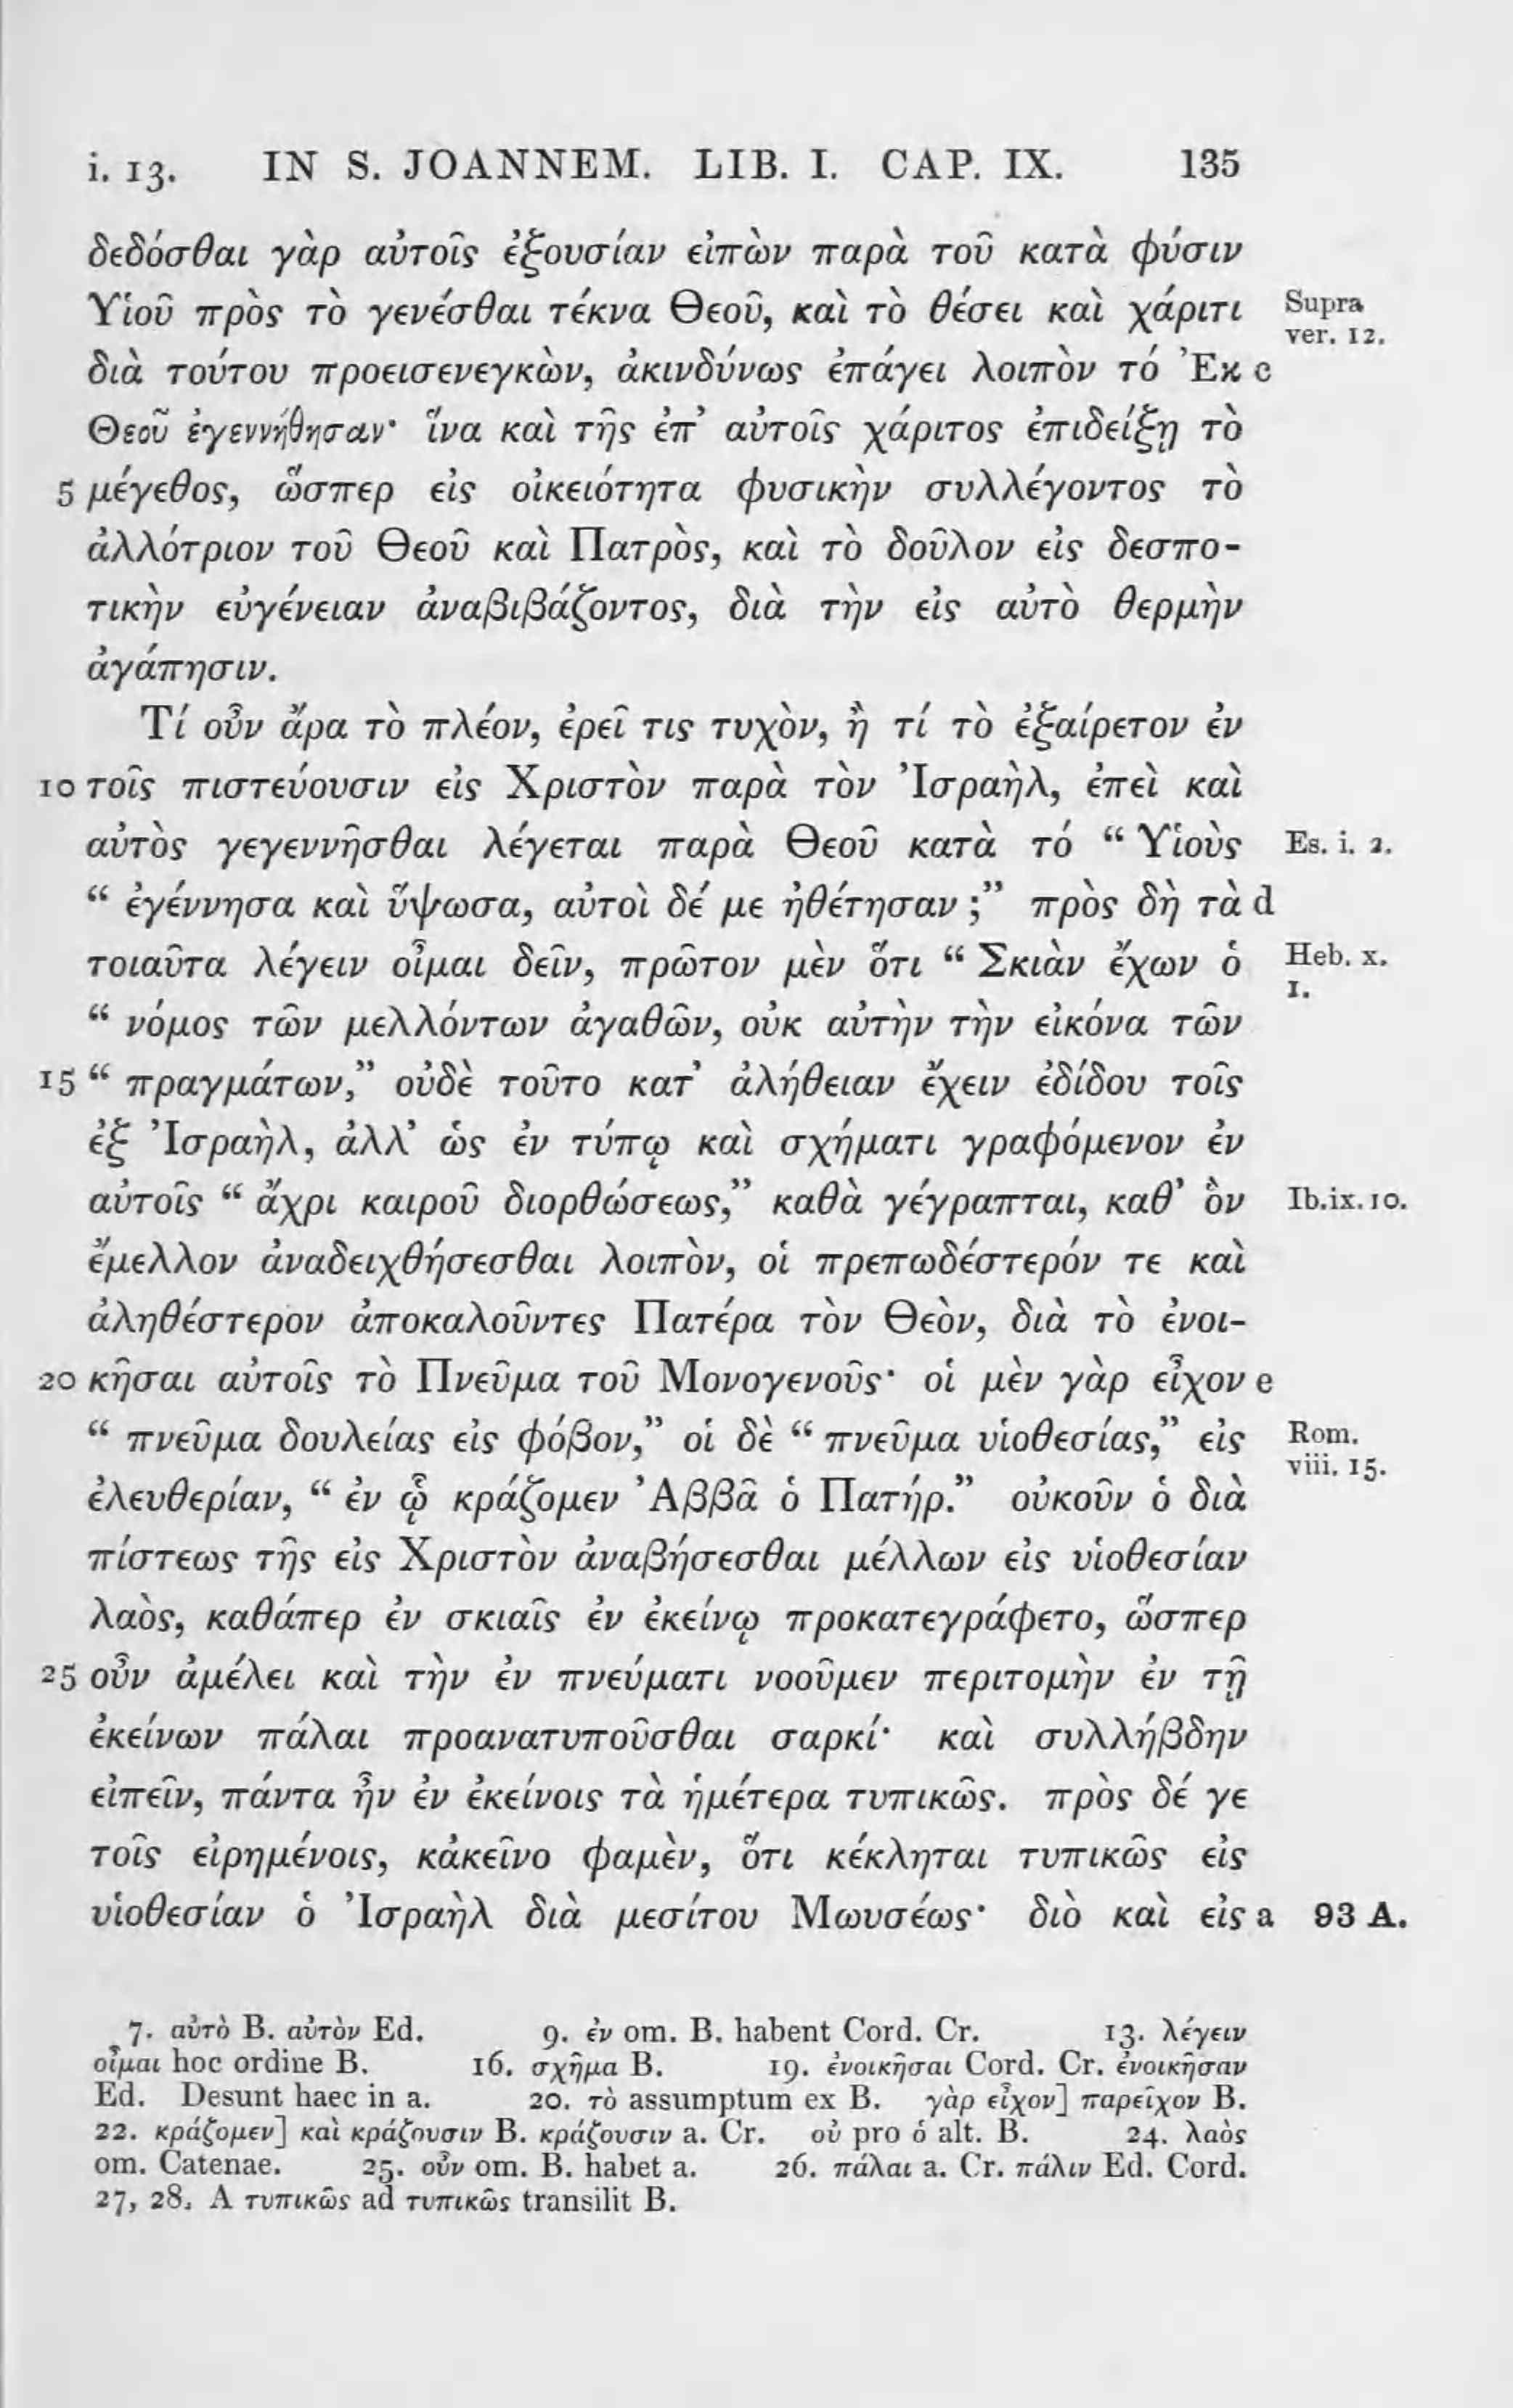 i. 13. IN S. JOANNEM. LIB. I. CAP. IX. 135
δεδόσθαι γὰρ αὐτοῖς ἐξουσίαν εἰπὼν παρὰ τοῦ κατὰ φύσιν
Υἱοῦ πρὸς τὸ γενέσθαι τέκνα Θεοῦ, καὶ τὸ θέσει καὶ χάριτι Supra
ver. 12.
διὰ τούτου προεισενεγκὼν, ἀκινδύνως ἐπάγει λοιπὸν τό Ἐκ c
Θεοῦ ἐγεννήθησαν· ἵνα καὶ τῆς ἐπ’ αὐτοῖς χάριτος ἐπιδείξῃ τὸ
5 μέγεθος, ὥσπερ εἰς οἰκειότητα φυσικὴν συλλέγοντος τὸ
ἀλλότριον τοῦ Θεοῦ καὶ Πατρὸς, καὶ τὸ δοῦλον εἰς δεσπο-
τικὴν εὐγένειαν ἀναβιβάζοντος, διὰ τὴν εἰς αὐτὸ θερμὴν
ἀγάπησιν.
Τί οὖν ἄρα τὸ πλέον, ἐρεῖ τις τυχὸν, ἢ τί τὸ ἐξαίρετον ἐν
10 τοῖς πιστεύουσιν εἰς Χριστὸν παρὰ τὸν Ἰσραὴλ, ἐπεὶ καὶ
αὐτὸς γεγεννῆσθαι λέγεται παρὰ Θεοῦ κατὰ τό “ Υἱοὺς Es. i. 2.
“ ἐγέννησα καὶ ὕψωσα, αὐτοὶ δέ με ἠθέτησαν ;” πρὸς δὴ τὰ d
τοιαῦτα λέγειν οἶμαι δεῖν, πρῶτον μὲν ὅτι “ Σκιὰν ἔχων ὁ Heb. x.
1.
“ νόμος τῶν μελλόντων ἀγαθῶν, οὐκ αὐτὴν τὴν εἰκόνα τῶν
15 “ πραγμάτων,” οὐδὲ τοῦτο κατ’ ἀλήθειαν ἔχειν ἐδίδου τοῖς
ἐξ Ἰσραὴλ, ἀλλ’ ὡς ἐν τύπῳ καὶ σχήματι γραφόμενον ἐν
αὐτοῖς “ ἄχρι καιροῦ διορθώσεως,” καθὰ γέγραπται, καθ’ ὃν Ib. ix. 10.
ἔμελλον ἀναδειχθήσεσθαι λοιπὸν, οἱ πρεπωδέστερόν τε καὶ
ἀληθέστερον ἀποκαλοῦντες Πατέρα τὸν Θεὸν, διὰ τὸ ἐνοι-
20 κῆσαι αὐτοῖς τὸ Πνεῦμα τοῦ Μονογενοῦς· οἱ μὲν γὰρ εἶχον e
“ πνεῦμα δουλείας εἰς φόβον,” οἱ δὲ “ πνεῦμα υἱοθεσίας,” εἰς Rom.
viii. 15.
ἐλευθερίαν, “ ἐν ᾧ κράζομεν Ἀββᾶ ὁ Πατήρ.” οὐκοῦν ὁ διὰ
πίστεως τῆς εἰς Χριστὸν ἀναβήσεσθαι μέλλων εἰς υἱοθεσίαν
λαὸς, καθάπερ ἐν σκιαῖς ἐν ἐκείνῳ προκατεγράφετο, ὥσπερ
25 οὖν ἀμέλει καὶ τὴν ἐν πνεύματι νοοῦμεν περιτομὴν ἐν τῇ
ἐκείνων πάλαι προανατυποῦσθαι σαρκί· καὶ συλλήβδην
εἰπεῖν, πάντα ἦν ἐν ἐκείνοις τὰ ἡμέτερα τυπικῶς. πρὸς δέ γε
τοῖς εἰρημένοις, κἀκεῖνο φαμὲν, ὅτι κέκληται τυπικῶς εἰς
υἱοθεσίαν ὁ Ἰσραὴλ διὰ μεσίτου Μωυσέως· διὸ καὶ εἰς a 93 A.
7. αὐτὸ B. αὐτὸν Ed. 9. ἐν om. B. habent Cord. Cr. 13. λέγειν
οἶμαι hoc ordine B. 16. σχῆμα B. 19. ἐνοικῆσαι Cord. Cr. ἐνοικῆσαν
Ed. Desunt haec in a. 20. τὸ assumptum ex B. γὰρ εἶχον] παρεῖχον B.
22. κράζομεν] καὶ κράζουσιν B. κράζουσιν a. Cr. οὐ pro ὁ alt. B. 24. λαὸς
om. Catenae. 25. οὖν om. B. habet a. 26. πάλαι a. Cr. πάλιν Ed. Cord.
27, 28. A τυπικῶς ad τυπικῶς transilit B.